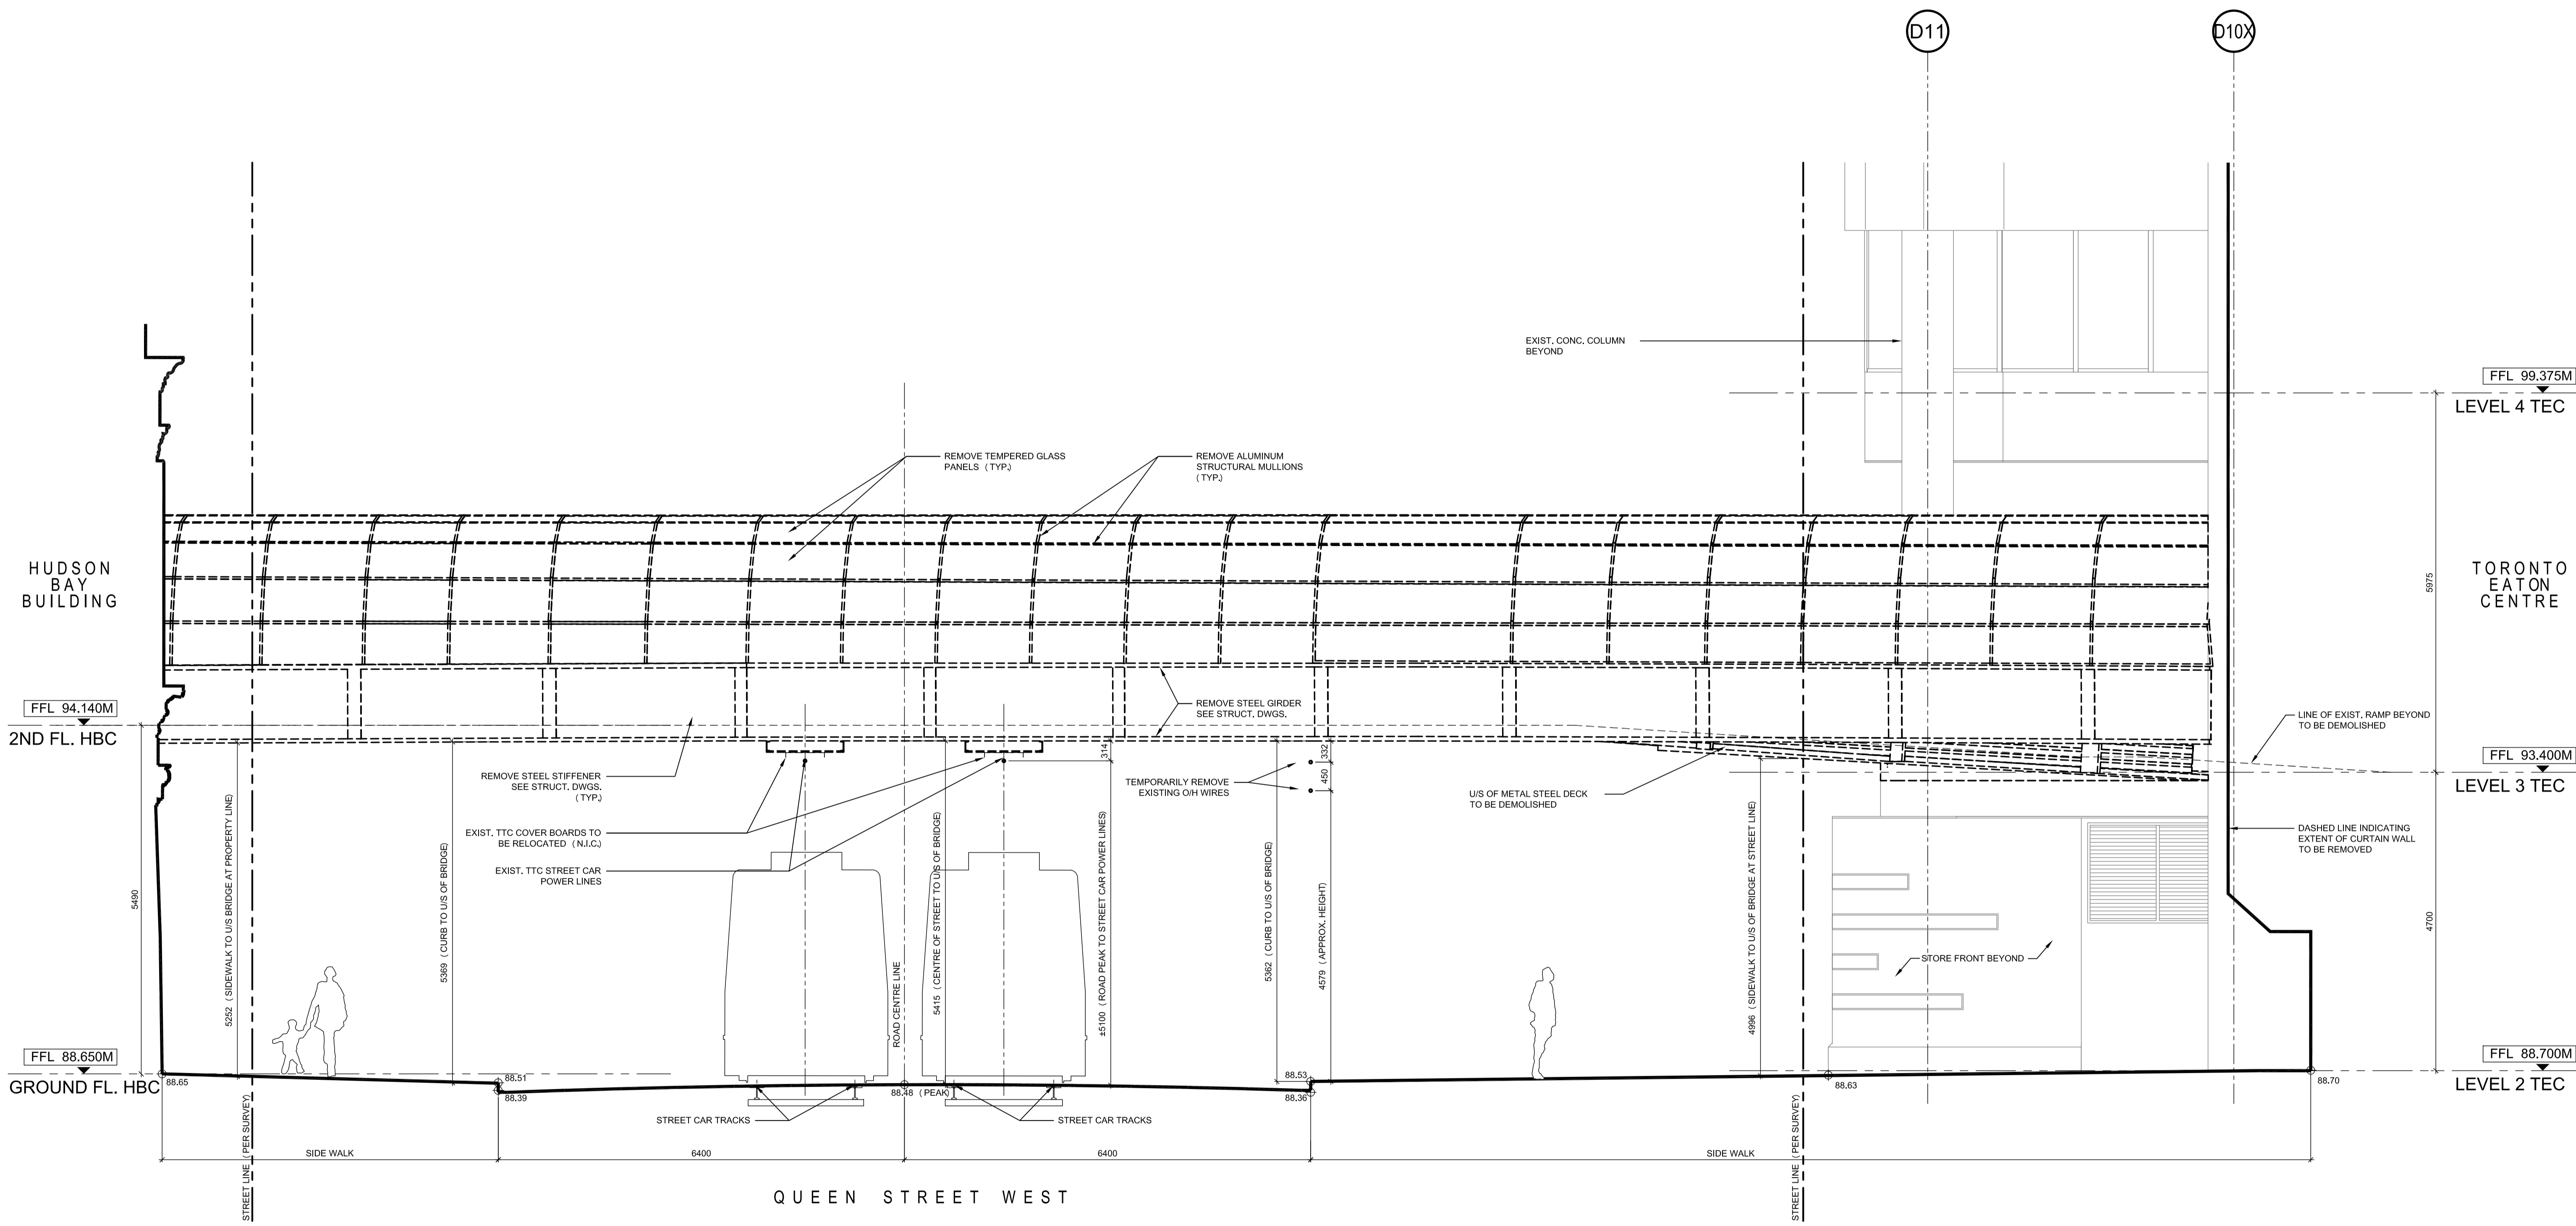 D11
D10X
EXIST. CONC. COLUMN
BEYOND
FFL 99.375M
LEVEL 4 TEC
REMOVE TEMPERED GLASS
PANELS (TYP.)
REMOVE ALUMINUM
STRUCTURAL MULLIONS
(TYP.)
HUDSON
BAY
BUILDING
TORONTO
EATON
CENTRE
5975
FFL 94.140M
2ND FL. HBC
REMOVE STEEL GIRDER
SEE STRUCT. DWGS.
LINE OF EXIST. RAMP BEYOND
TO BE DEMOLISHED
314
332
450
FFL 93.400M
LEVEL 3 TEC
REMOVE STEEL STIFFENER
SEE STRUCT. DWGS.
(TYP.)
TEMPORARILY REMOVE
EXISTING O/H WIRES
U/S OF METAL STEEL DECK
TO BE DEMOLISHED
EXIST. TTC COVER BOARDS TO
BE RELOCATED (N.I.C.)
DASHED LINE INDICATING
EXTENT OF CURTAIN WALL
TO BE REMOVED
EXIST. TTC STREET CAR
POWER LINES
5490
5252 (SIDEWALK TO U/S BRIDGE AT PROPERTY LINE)
5369 (CURB TO U/S OF BRIDGE)
ROAD CENTRE LINE
5415 (CENTRE OF STREET TO U/S OF BRIDGE)
±5100 (ROAD PEAK TO STREET CAR POWER LINES)
5362 (CURB TO U/S OF BRIDGE)
4579 (APPROX. HEIGHT)
4996 (SIDEWALK TO U/S OF BRIDGE AT STREET LINE)
4700
STORE FRONT BEYOND
FFL 88.650M
GROUND FL. HBC
FFL 88.700M
LEVEL 2 TEC
88.65
88.51
88.39
88.48 (PEAK)
88.53
88.36
88.63
88.70
STREET CAR TRACKS
STREET CAR TRACKS
STREET LINE (PER SURVEY)
STREET LINE (PER SURVEY)
SIDE WALK
6400
6400
SIDE WALK
QUEEN STREET WEST